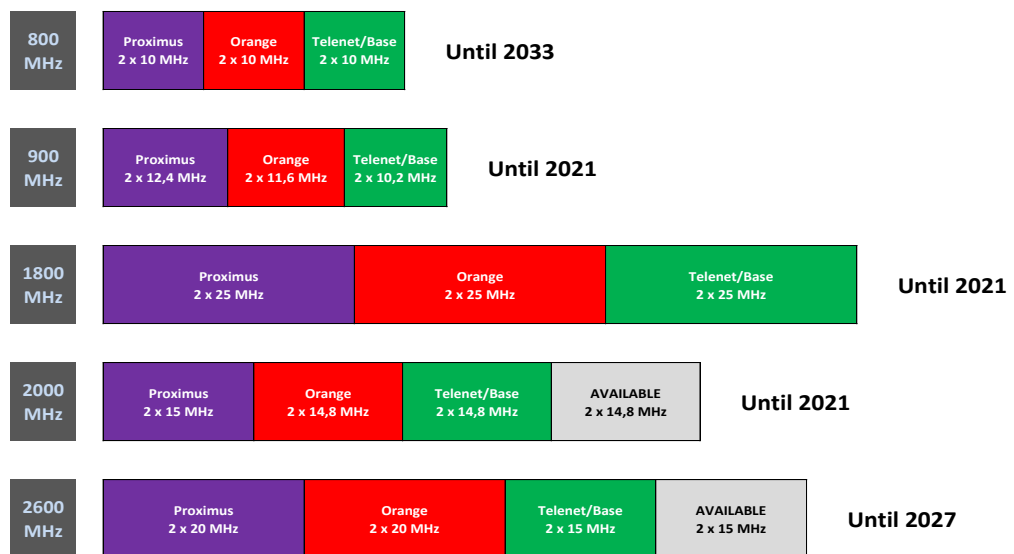 800
MHz
Proximus
2 x 10 MHz
Orange
2 x 10 MHz
Telenet/Base
2 x 10 MHz
Until 2033
900
MHz
Proximus
2 x 12,4 MHz
Orange
2 x 11,6 MHz
Telenet/Base
2 x 10,2 MHz
Until 2021
1800
MHz
Proximus
2 x 25 MHz
Orange
2 x 25 MHz
Telenet/Base
2 x 25 MHz
Until 2021
2000
MHz
Proximus
2 x 15 MHz
Orange
2 x 14,8 MHz
Telenet/Base
2 x 14,8 MHz
AVAILABLE
2 x 14,8 MHz
Until 2021
2600
MHz
Proximus
2 x 20 MHz
Orange
2 x 20 MHz
Telenet/Base
2 x 15 MHz
AVAILABLE
2 x 15 MHz
Until 2027